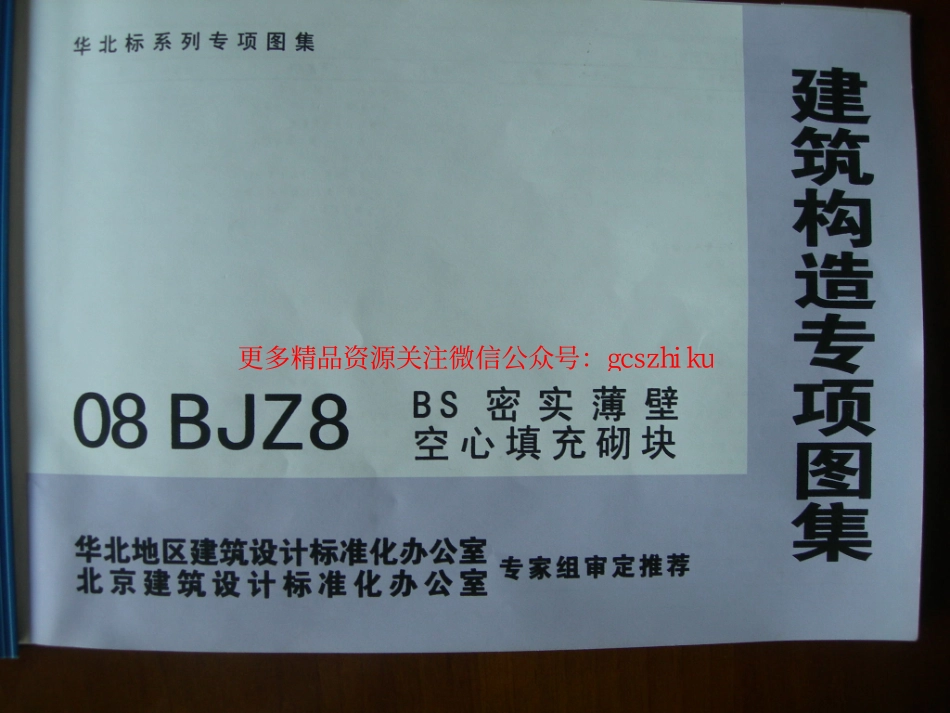 华北标系列专项图集
建筑构造专项图集
更多精品资源关注微信公众号：gcszhiku
08 BJZ8
BS 密实薄壁
空心填充砌块
华北地区建筑设计标准化办公室
北京建筑设计标准化办公室
专家组审定推荐